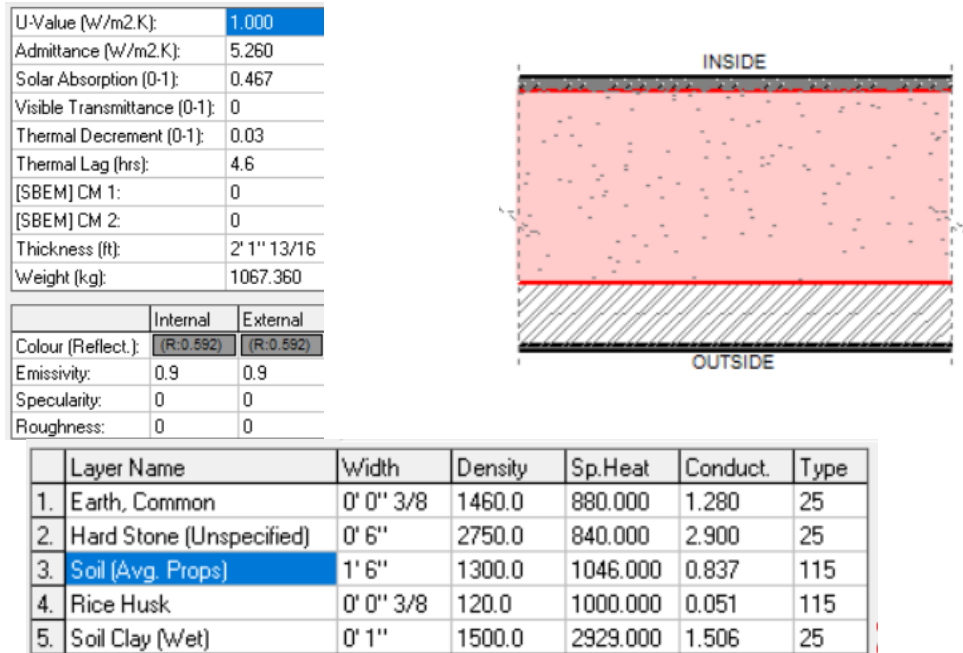 U-Value (W/m2.K): 1.000
Admittance (W/m2.K): 5.260
Solar Absorption (0-1): 0.467
Visible Transmittance (0-1): 0
Thermal Decrement (0-1): 0.03
Thermal Lag (hrs): 4.6
[SBEM] CM 1: 0
[SBEM] CM 2: 0
Thickness (ft): 2' 1" 13/16
Weight (kg): 1067.360
Internal External
Colour (Reflect.): (R:0.592) (R:0.592)
Emissivity: 0.9 0.9
Specularity: 0 0
Roughness: 0 0
INSIDE
OUTSIDE
Layer Name Width Density Sp.Heat Conduct. Type
1. Earth, Common 0' 0" 3/8 1460.0 880.000 1.280 25
2. Hard Stone (Unspecified) 0' 6" 2750.0 840.000 2.900 25
3. Soil (Avg. Props) 1' 6" 1300.0 1046.000 0.837 115
4. Rice Husk 0' 0" 3/8 120.0 1000.000 0.051 115
5. Soil Clay (Wet) 0' 1" 1500.0 2929.000 1.506 25